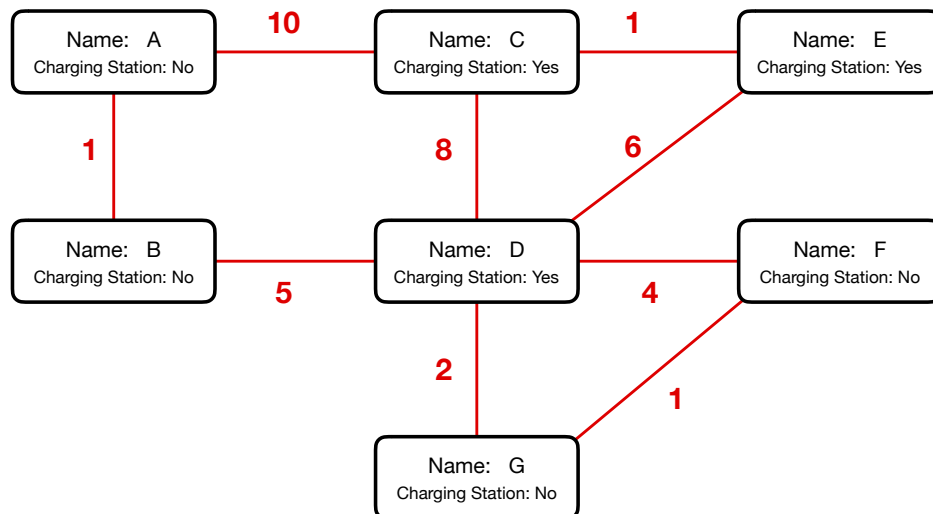 Name: A
Charging Station: No
10
Name: C
Charging Station: Yes
1
Name: E
Charging Station: Yes
1
8
6
Name: B
Charging Station: No
5
Name: D
Charging Station: Yes
4
Name: F
Charging Station: No
2
1
Name: G
Charging Station: No